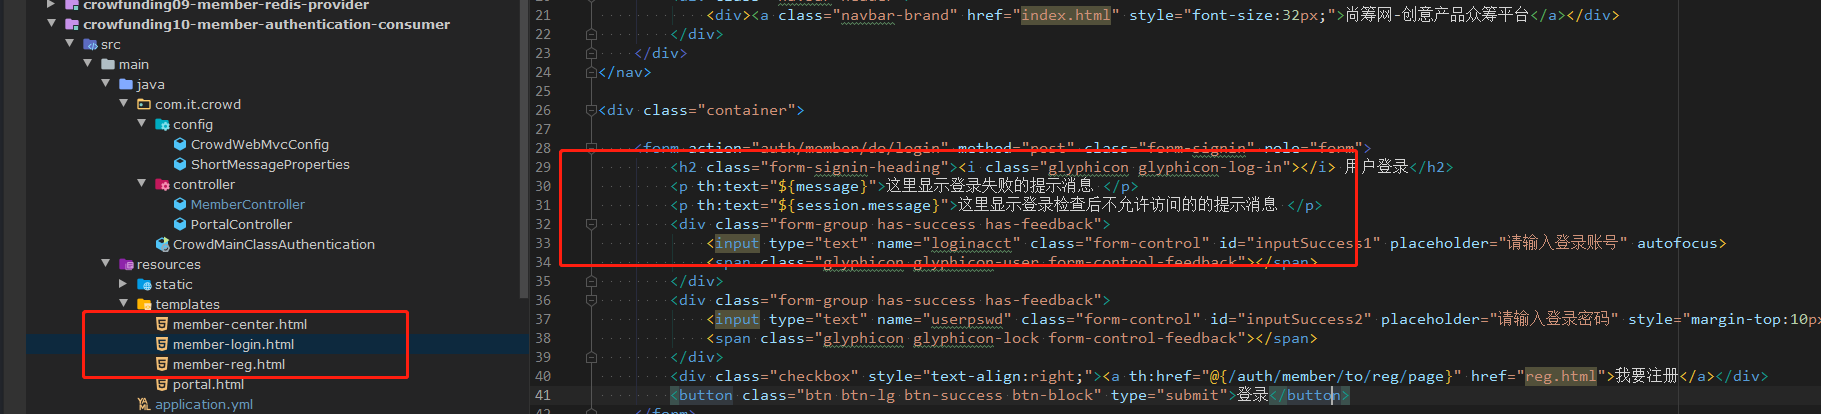 crowfunding09-member-redis-provider
crowfunding10-member-authentication-consumer
src
main
java
com.it.crowd
config
CrowdWebMvcConfig
ShortMessageProperties
controller
MemberController
PortalController
CrowdMainClassAuthentication
resources
static
templates
member-center.html
member-login.html
member-reg.html
portal.html
application.yml
21 <div><a class="navbar-brand" href="index.html" style="font-size:32px;">尚筹网-创意产品众筹平台</a></div>
22 </div>
23 </div>
24 </nav>
25
26 <div class="container">
27
28 <form action="auth/member/do/login" method="post" class="form-signin" role="form">
29 <h2 class="form-signin-heading"><i class="glyphicon glyphicon-log-in"></i> 用户登录</h2>
30 <p th:text="${message}">这里显示登录失败的提示消息 </p>
31 <p th:text="${session.message}">这里显示登录检查后不允许访问的的提示消息 </p>
32 <div class="form-group has-success has-feedback">
33 <input type="text" name="loginacct" class="form-control" id="inputSuccess1" placeholder="请输入登录账号" autofocus>
34 <span class="glyphicon glyphicon-user form-control-feedback"></span>
35 </div>
36 <div class="form-group has-success has-feedback">
37 <input type="text" name="userpswd" class="form-control" id="inputSuccess2" placeholder="请输入登录密码" style="margin-top:10px
38 <span class="glyphicon glyphicon-lock form-control-feedback"></span>
39 </div>
40 <div class="checkbox" style="text-align:right;"><a th:href="@{/auth/member/to/reg/page}" href="reg.html">我要注册</a></div>
41 <button class="btn btn-lg btn-success btn-block" type="submit">登录</button>
42 </form>